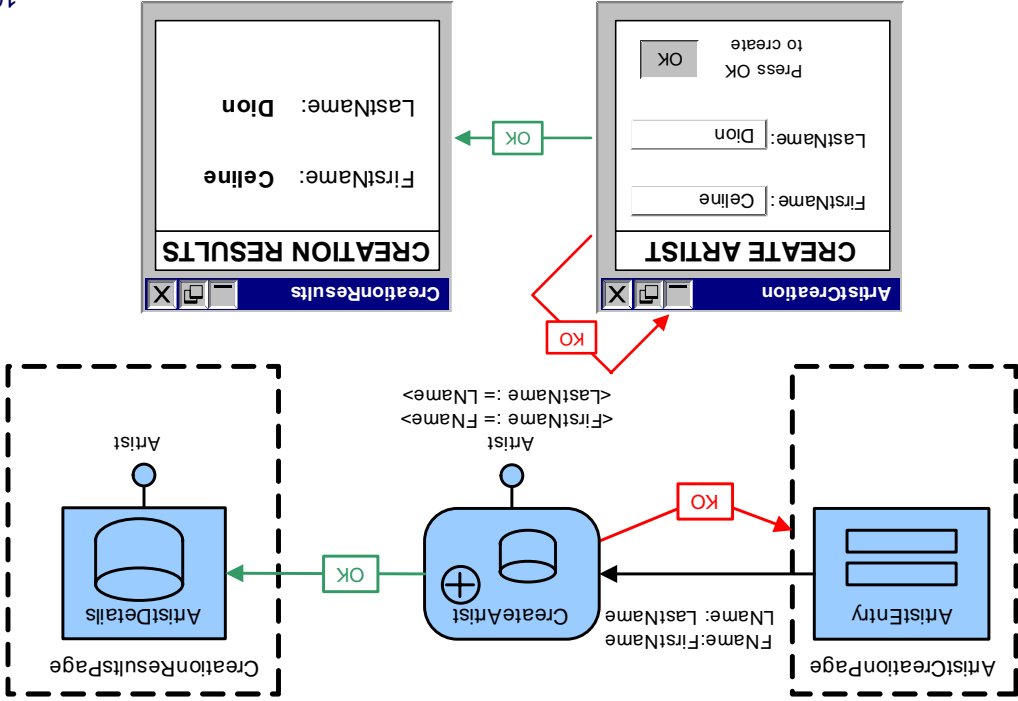 ArtistCreationPage
ArtistEntry
FName:FirstName
LName: LastName
KO
CreateArtist
Artist
<FirstName := FName>
<LastName := LName>
OK
CreationResultsPage
ArtistDetails
Artist
KO
ArtistCreation
CREATE ARTIST
FirstName: Celine
LastName: Dion
Press OK
to create
OK
OK
CreationResults
CREATION RESULTS
FirstName: Celine
LastName: Dion